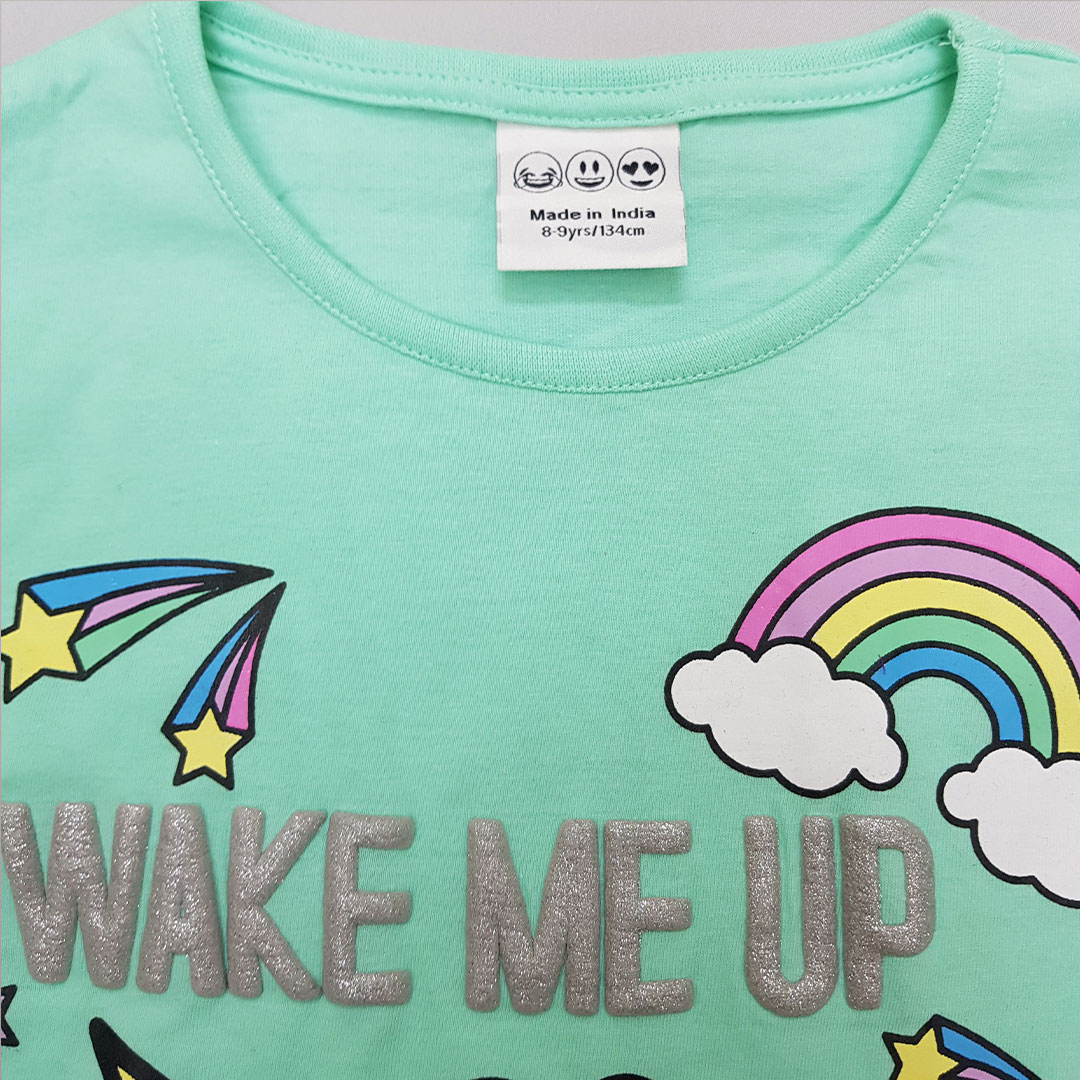 Made in India
8-9yrs/134cm
WAKE ME UP